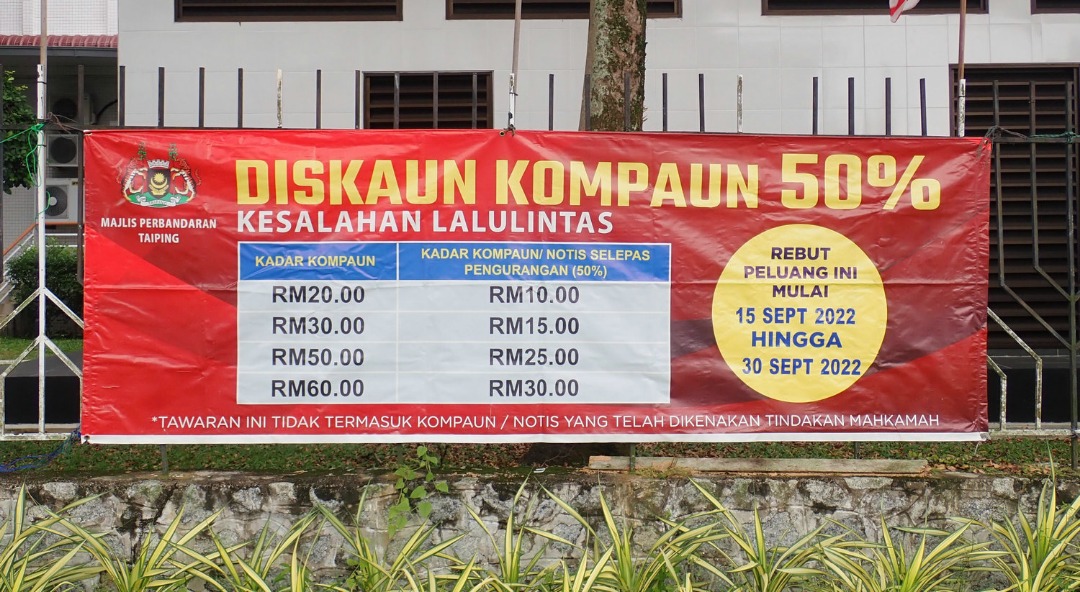 MAJLIS PERBANDARAN
TAIPING
DISKAUN KOMPAUN 50%
KESALAHAN LALULINTAS
KADAR KOMPAUN
KADAR KOMPAUN/ NOTIS SELEPAS
PENGURANGAN (50%)
RM20.00 RM10.00
RM30.00 RM15.00
RM50.00 RM25.00
RM60.00 RM30.00
REBUT
PELUANG INI
MULAI
15 SEPT 2022
HINGGA
30 SEPT 2022
*TAWARAN INI TIDAK TERMASUK KOMPAUN / NOTIS YANG TELAH DIKENAKAN TINDAKAN MAHKAMAH